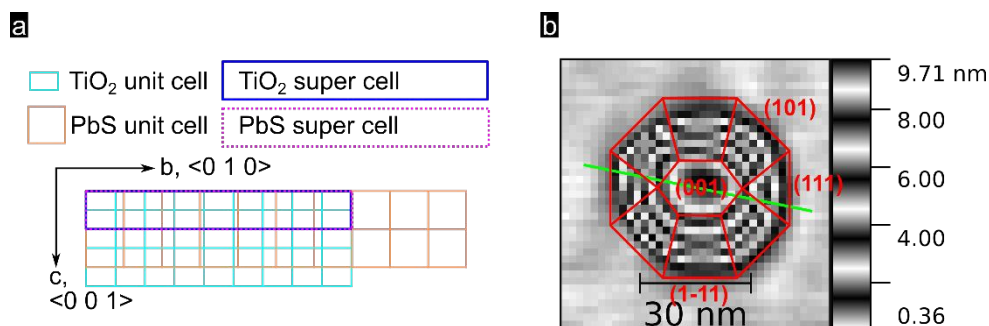 a
TiO₂ unit cell
TiO₂ super cell
PbS unit cell
PbS super cell
b, <0 1 0>
c,
<0 0 1>
b
(101)
(111)
(001)
(1-11)
30 nm
9.71 nm
8.00
6.00
4.00
0.36